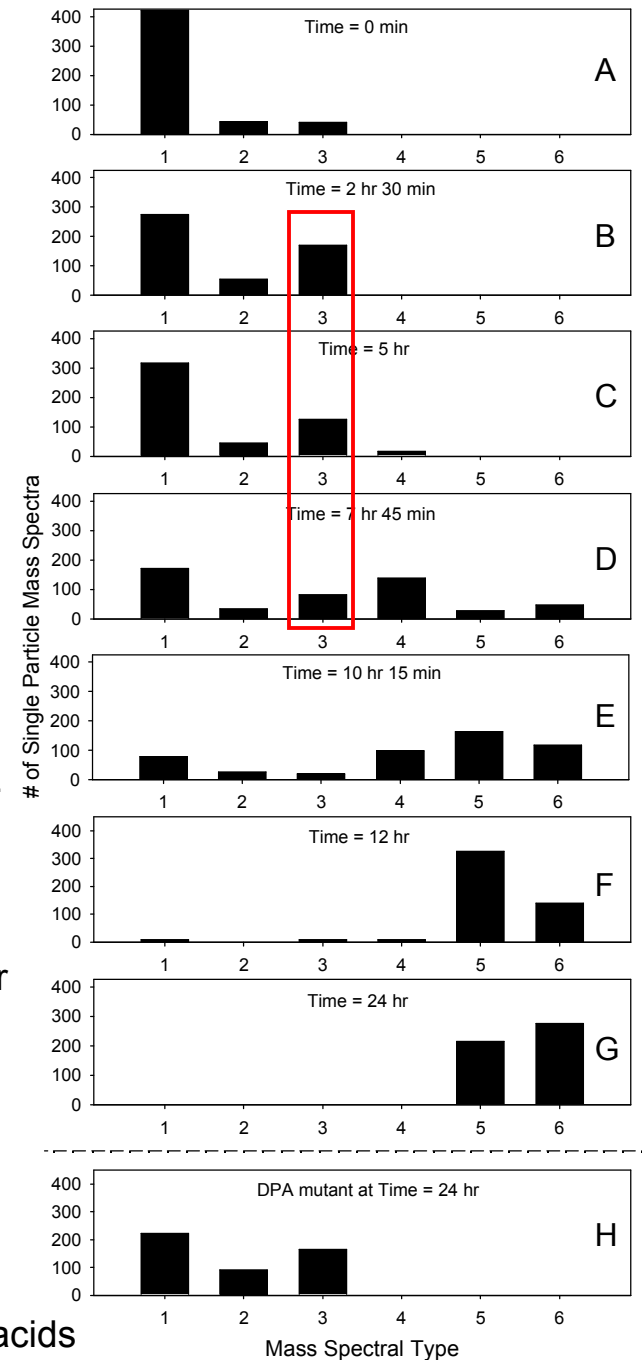 400
300
200
100
0
Time = 0 min
A
1 2 3 4 5 6
400
300
200
100
0
Time = 2 hr 30 min
B
1 2 3 4 5 6
400
300
200
100
0
Time = 5 hr
C
1 2 3 4 5 6
400
300
200
100
0
Time = 7 hr 45 min
D
1 2 3 4 5 6
# of Single Particle Mass Spectra
400
300
200
100
0
Time = 10 hr 15 min
E
1 2 3 4 5 6
400
300
200
100
0
Time = 12 hr
F
1 2 3 4 5 6
400
300
200
100
0
Time = 24 hr
G
1 2 3 4 5 6
400
300
200
100
0
DPA mutant at Time = 24 hr
H
1 2 3 4 5 6
acids
Mass Spectral Type